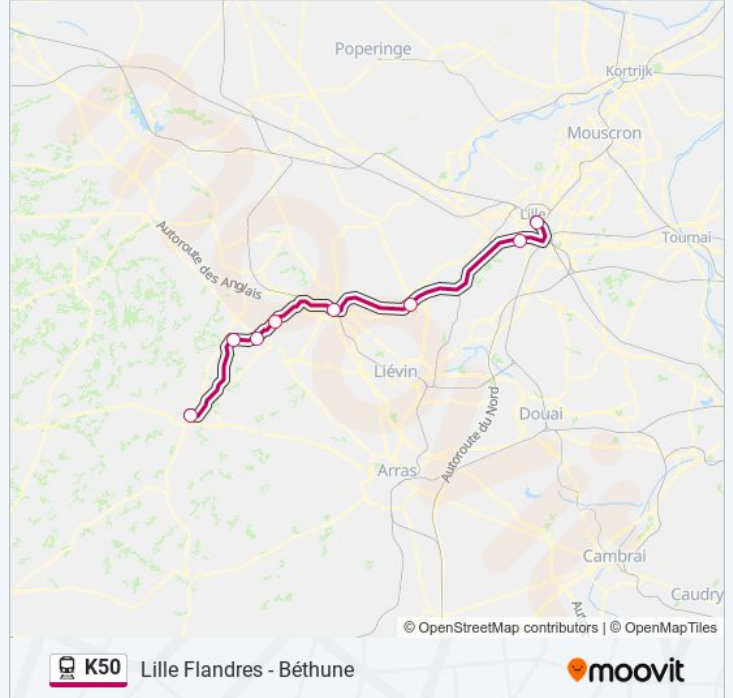 Poperinge
Kortrijk
Mouscron
Lille
Tournai
Autoroute des Anglais
Liévin
Autoroute du Nord
Douai
Arras
Cambrai
Caudry
Aut
© OpenStreetMap contributors | © OpenMapTiles
K50 Lille Flandres - Béthune
moovit